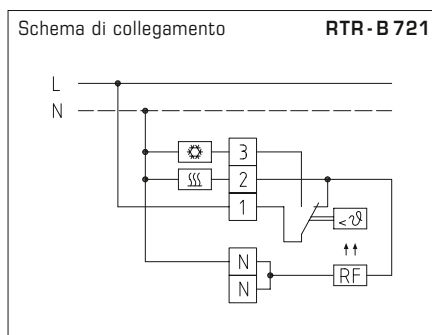 Schema di collegamento RTR-B 721
L
N
3
2
1
<ϑ
N
RF
N